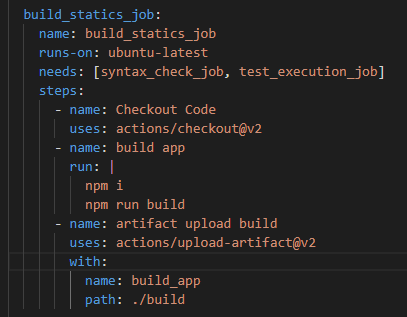 build_statics_job:
  name: build_statics_job
  runs-on: ubuntu-latest
  needs: [syntax_check_job, test_execution_job]
  steps:
    - name: Checkout Code
      uses: actions/checkout@v2
    - name: build app
      run: |
        npm i
        npm run build
    - name: artifact upload build
      uses: actions/upload-artifact@v2
      with:
        name: build_app
        path: ./build